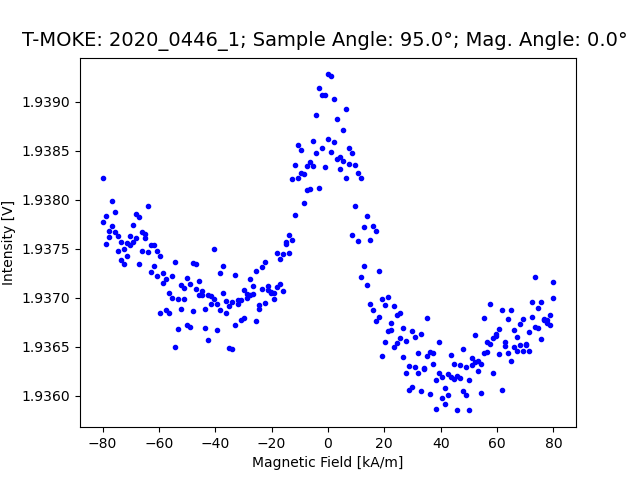 T-MOKE: 2020_0446_1; Sample Angle: 95.0°; Mag. Angle: 0.0°
Intensity [V]
1.9390
1.9385
1.9380
1.9375
1.9370
1.9365
1.9360
−80 −60 −40 −20 0 20 40 60 80
Magnetic Field [kA/m]